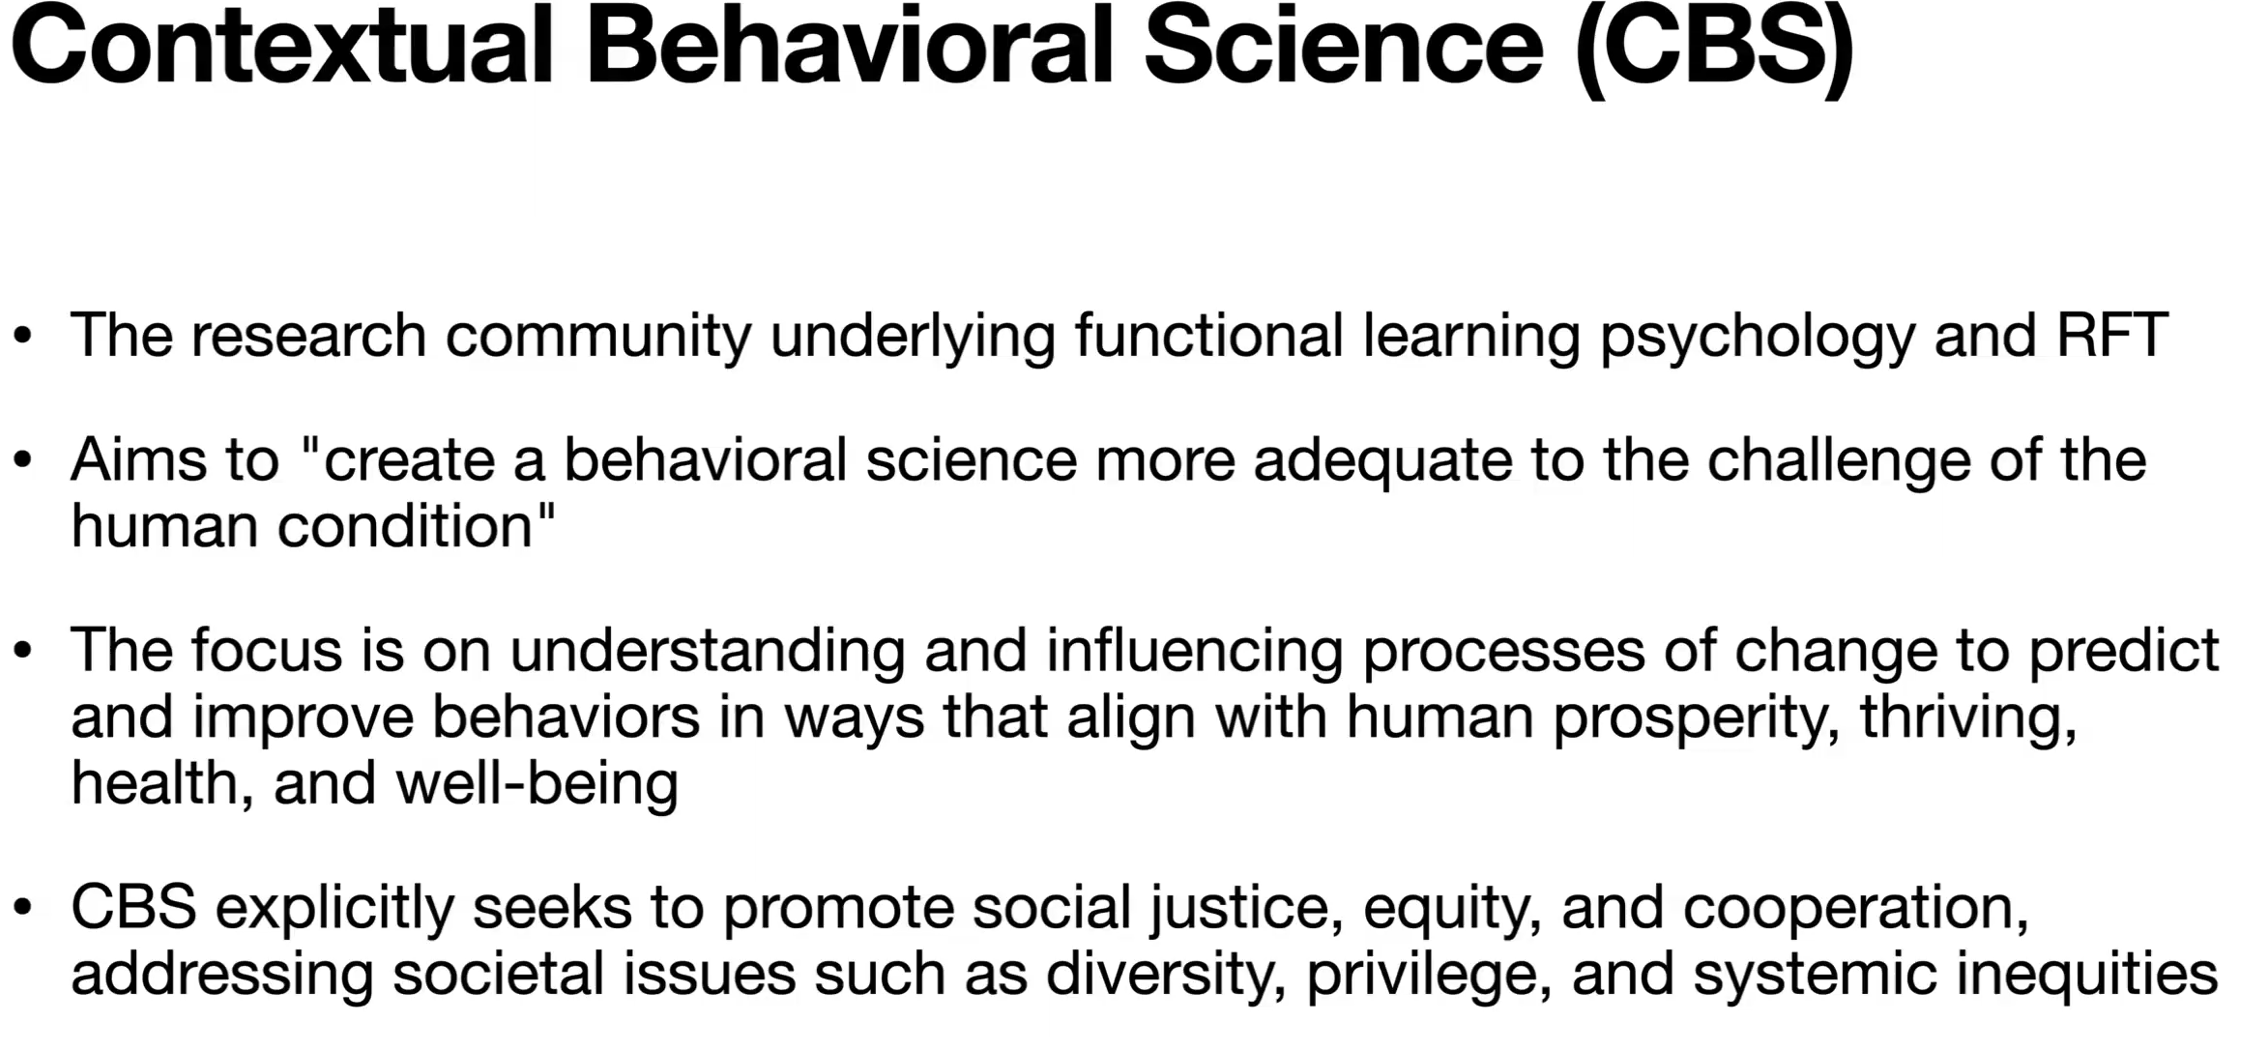 Contextual Behavioral Science (CBS)
• The research community underlying functional learning psychology and RFT
• Aims to "create a behavioral science more adequate to the challenge of the
human condition"
• The focus is on understanding and influencing processes of change to predict
and improve behaviors in ways that align with human prosperity, thriving,
health, and well-being
• CBS explicitly seeks to promote social justice, equity, and cooperation,
addressing societal issues such as diversity, privilege, and systemic inequities